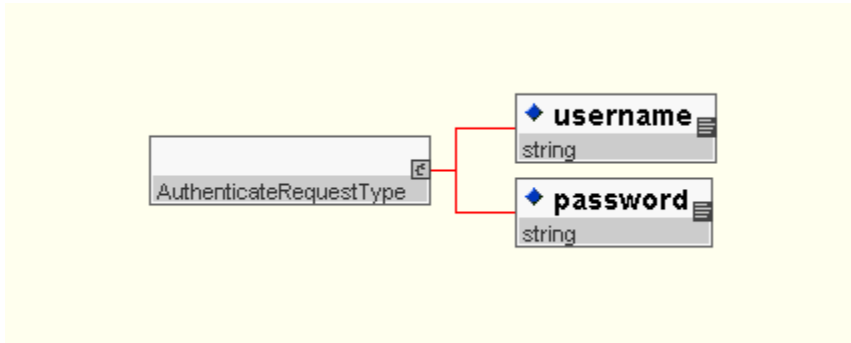 username
string
AuthenticateRequestType
password
string